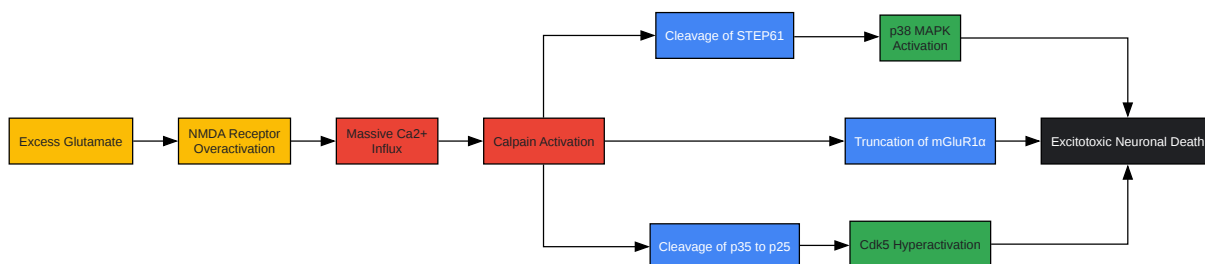 Cleavage of STEP61
p38 MAPK
Activation
Excess Glutamate
NMDA Receptor
Overactivation
Massive Ca2+
Influx
Calpain Activation
Truncation of mGluR1α
Excitotoxic Neuronal Death
Cleavage of p35 to p25
Cdk5 Hyperactivation